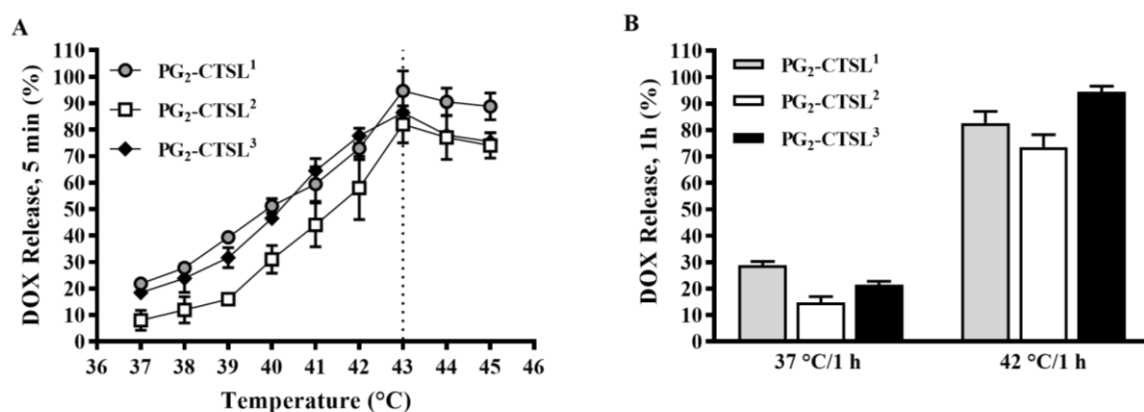 A
DOX Release, 5 min (%)
110
100
90
80
70
60
50
40
30
20
10
0
PG₂-CTSL¹
PG₂-CTSL²
PG₂-CTSL³
36 37 38 39 40 41 42 43 44 45 46
Temperature (°C)
B
DOX Release, 1h (%)
110
100
90
80
70
60
50
40
30
20
10
0
PG₂-CTSL¹
PG₂-CTSL²
PG₂-CTSL³
37 °C/1 h 42 °C/1 h